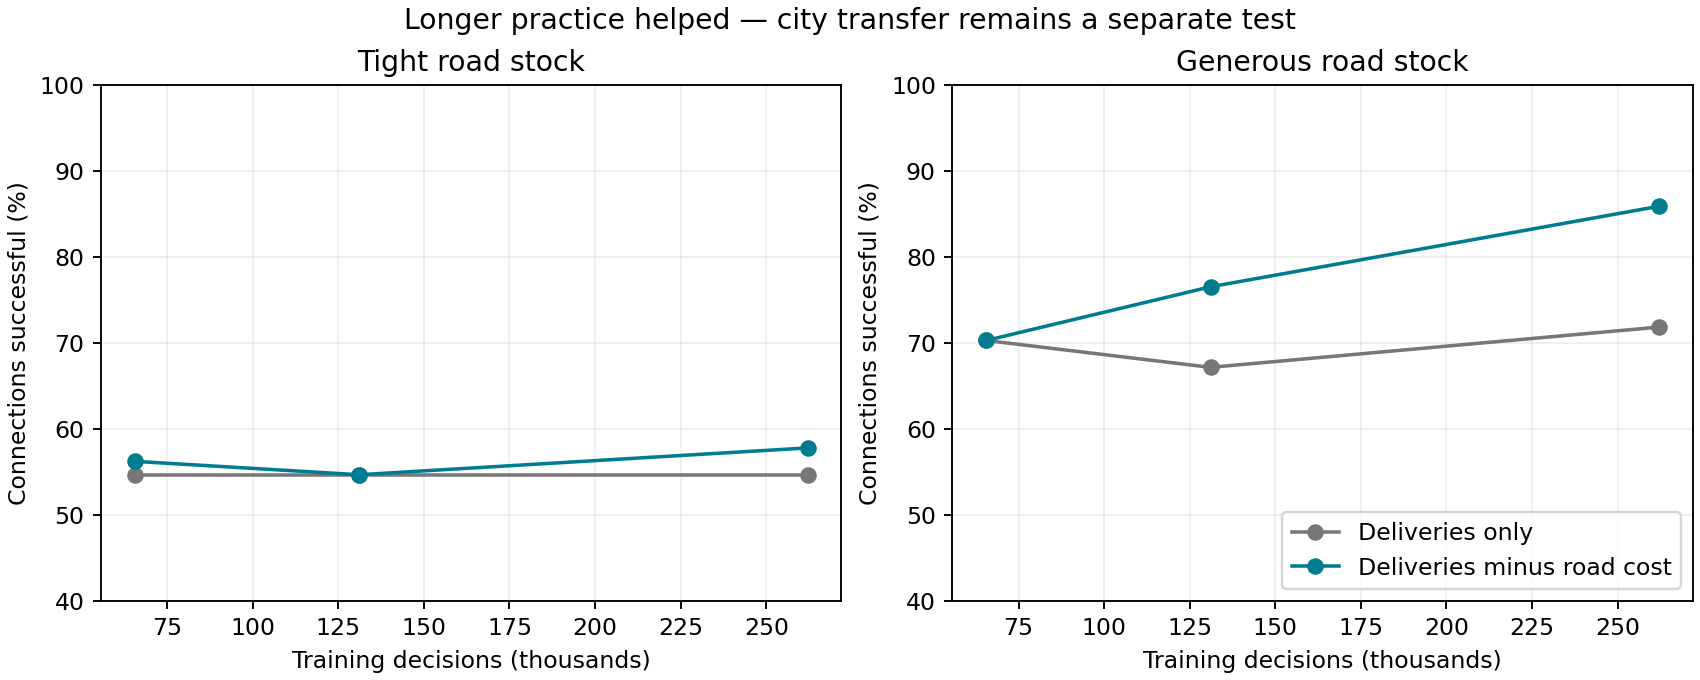 Longer practice helped — city transfer remains a separate test
Tight road stock
100
90
80
70
60
50
40
Connections successful (%)
75 100 125 150 175 200 225 250
Training decisions (thousands)
Generous road stock
100
90
80
70
60
50
40
Connections successful (%)
Deliveries only
Deliveries minus road cost
75 100 125 150 175 200 225 250
Training decisions (thousands)